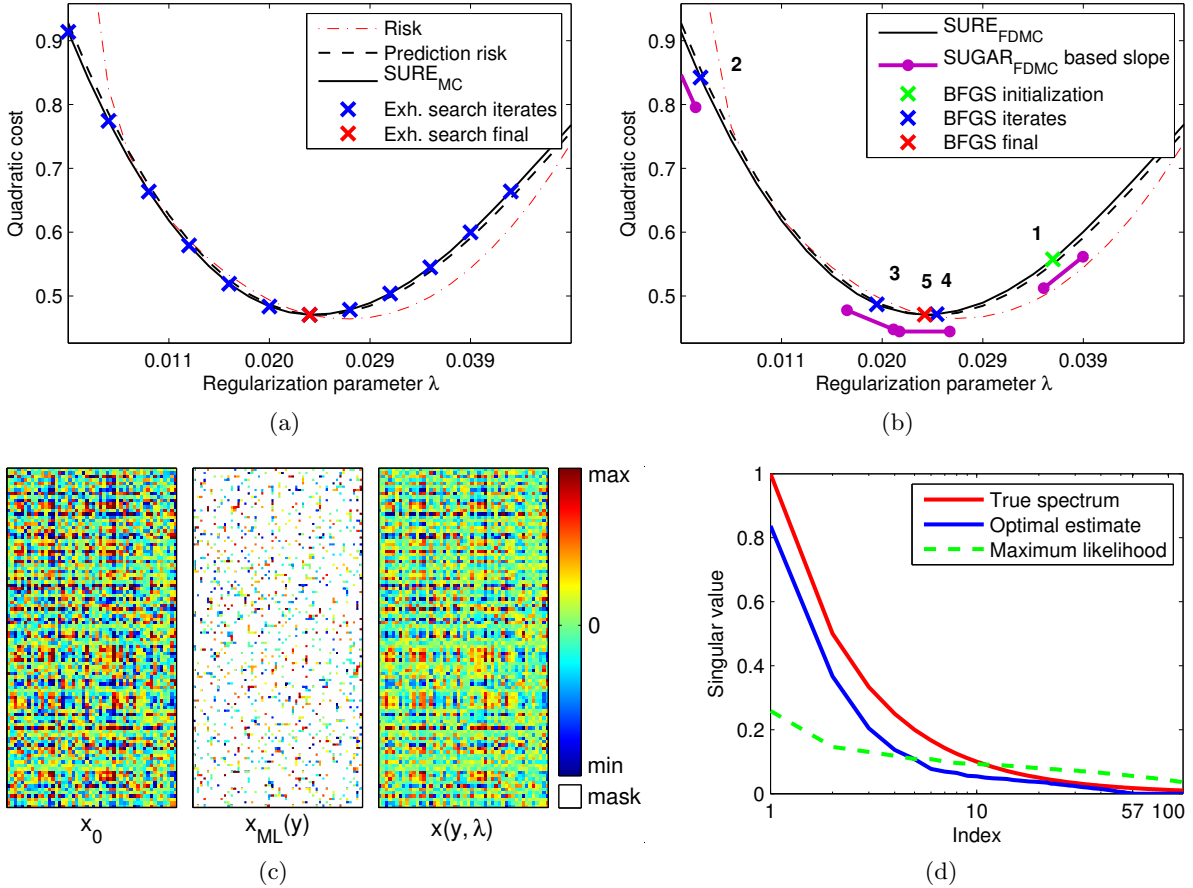 0.9
0.8
0.7
0.6
0.5
Quadratic cost
Risk
Prediction risk
SURE_MC
Exh. search iterates
Exh. search final
0.011 0.020 0.029 0.039
Regularization parameter λ
(a)
0.9
0.8
0.7
0.6
0.5
Quadratic cost
SURE_FDMC
SUGAR_FDMC based slope
BFGS initialization
BFGS iterates
BFGS final
2
1
3
5 4
0.011 0.020 0.029 0.039
Regularization parameter λ
(b)
max
0
min
mask
x_0
x_ML(y)
x(y, λ)
(c)
1
0.8
0.6
0.4
0.2
0
Singular value
True spectrum
Optimal estimate
Maximum likelihood
1 10 57 100
Index
(d)